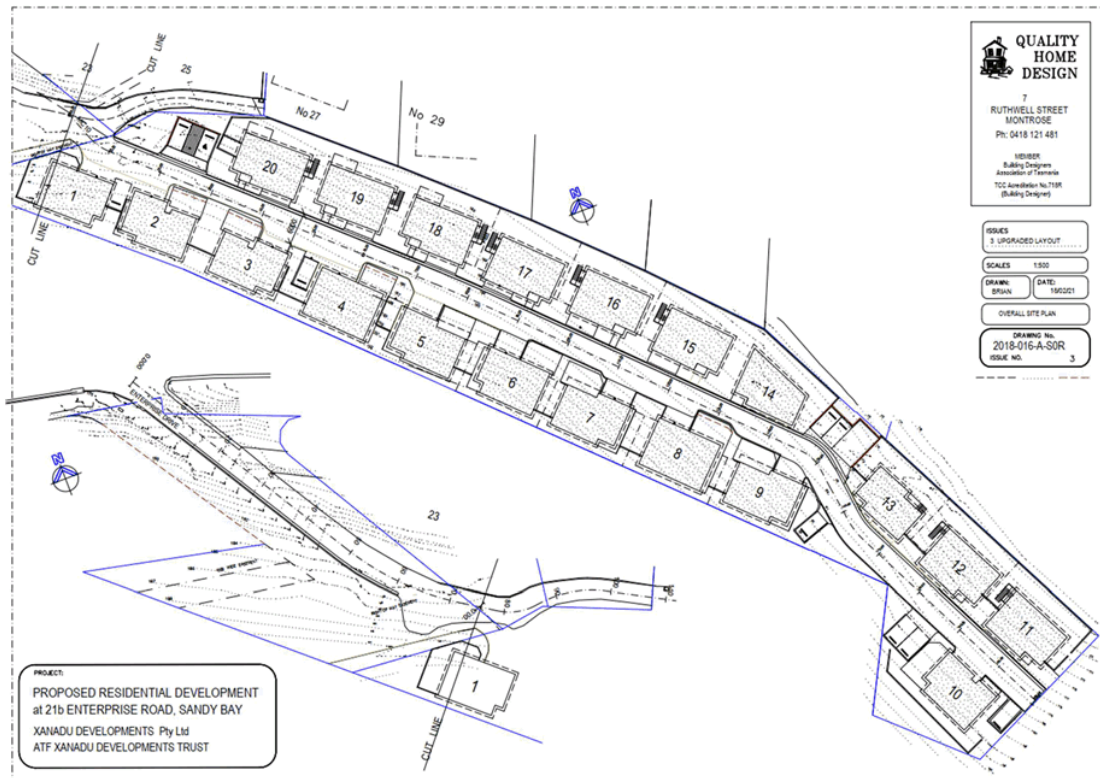 QUALITY
HOME
DESIGN
7
RUTHWELL STREET
MONTROSE
Ph: 0418 121 481
MEMBER
Building Designers
Association of Tasmania
TCC Accreditation No.718R
(Building Designer)
ISSUES
3 UPGRADED LAYOUT
SCALES 1:500
DRAWN:
BRIAN
DATE:
16/02/21
OVERALL SITE PLAN
DRAWING No.
2018-016-A-S0R
ISSUE NO. 3
23
CUT LINE
25
No 27
No 29
N
20
19
18
17
16
15
14
13
12
11
10
1
2
3
4
5
6
7
8
9
CUT LINE
0.000
ENTERPRISE DRIVE
N
23
1
CUT LINE
PROJECT:
PROPOSED RESIDENTIAL DEVELOPMENT
at 21b ENTERPRISE ROAD, SANDY BAY
XANADU DEVELOPMENTS Pty Ltd
ATF XANADU DEVELOPMENTS TRUST